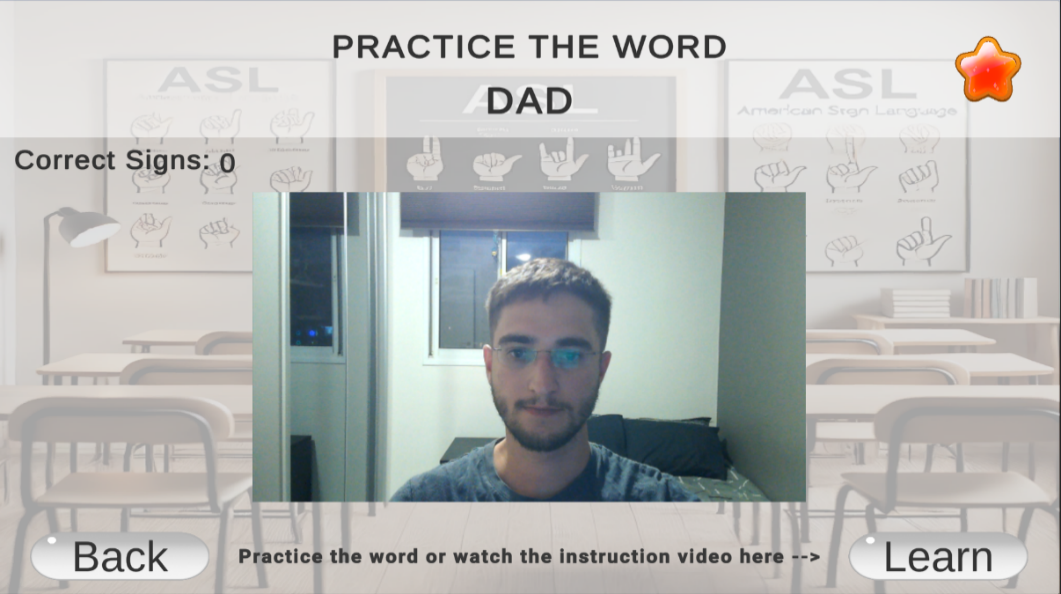 PRACTICE THE WORD
DAD
ASL
ASL
ASL
American Sign Language
Correct Signs: 0
Back
Practice the word or watch the instruction video here -->
Learn